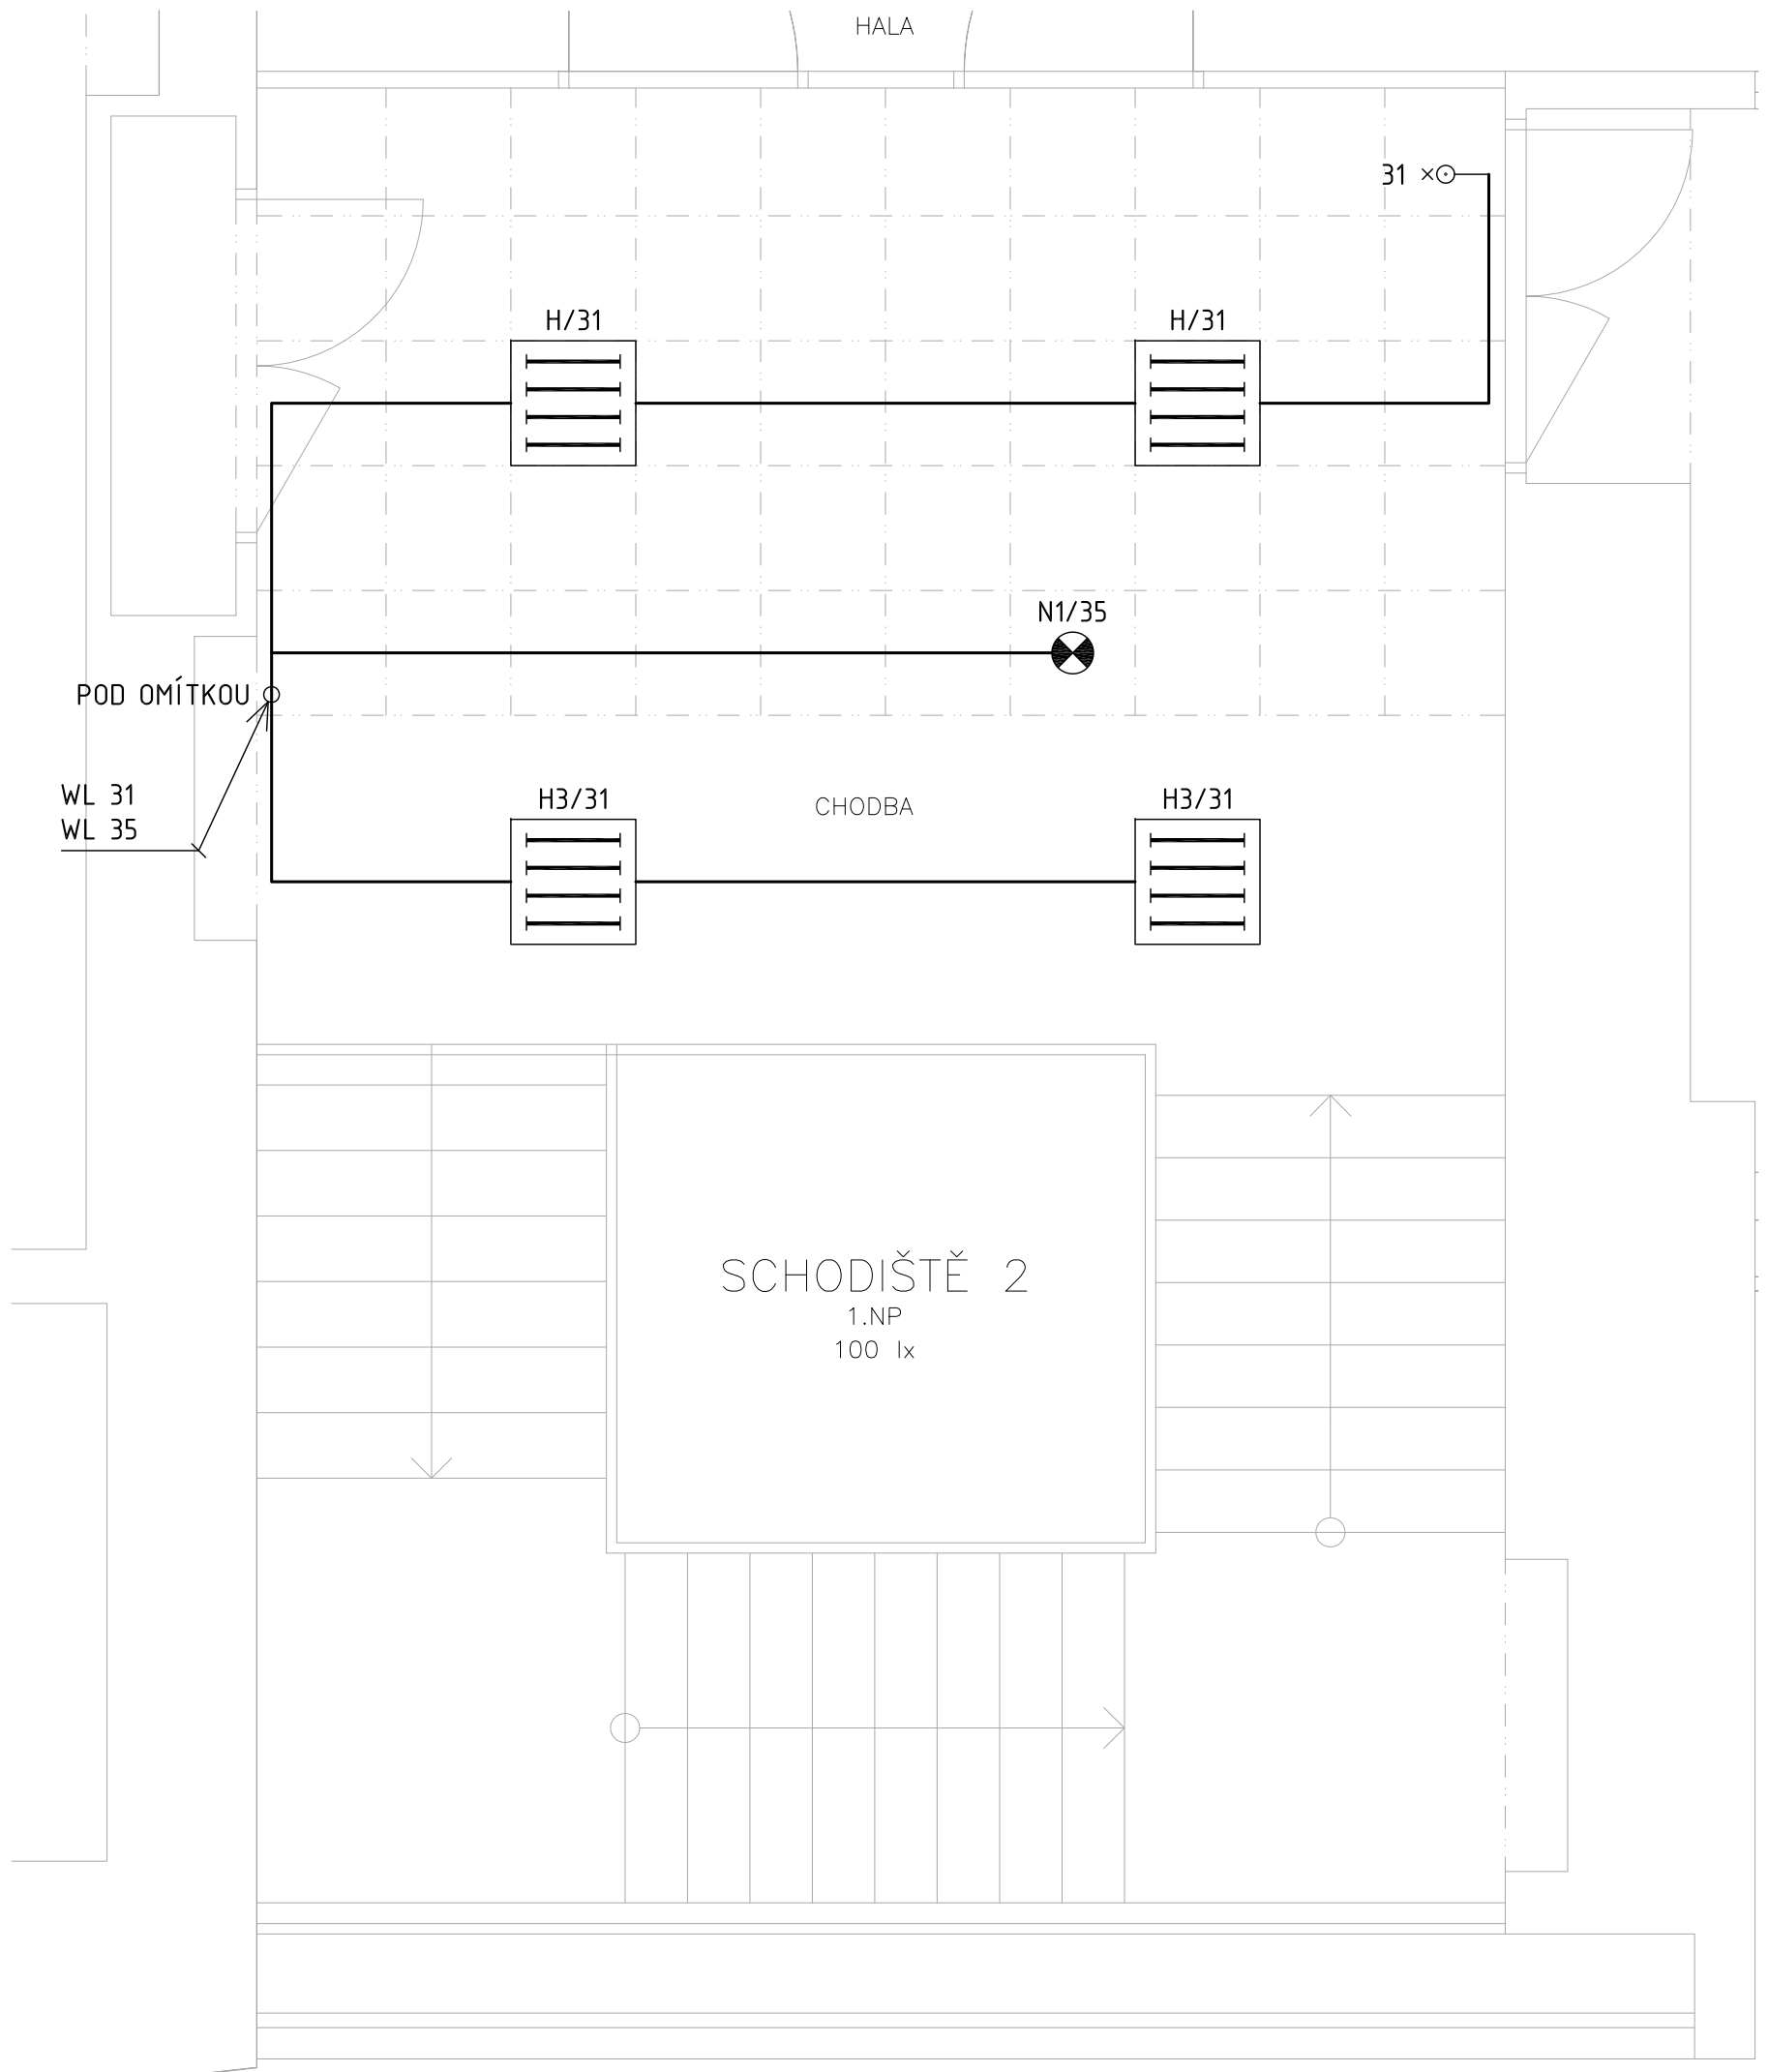 HALA
31
H/31
H/31
N1/35
POD OMÍTKOU
WL 31
WL 35
H3/31
CHODBA
H3/31
SCHODIŠTĚ 2
1.NP
100 lx